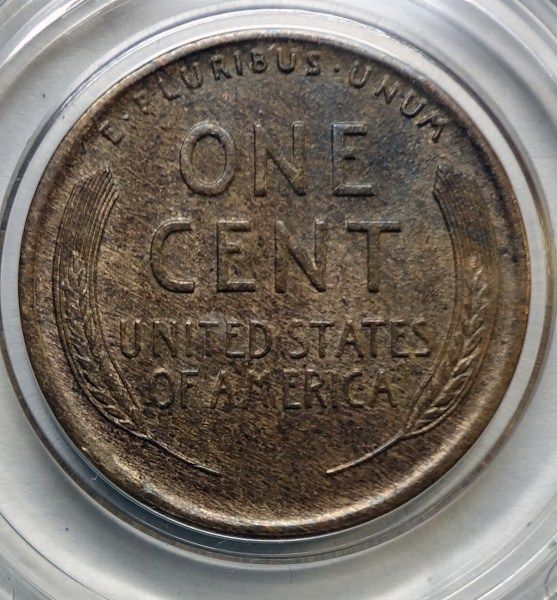 E·PLURIBUS·UNUM
ONE
CENT
UNITED STATES
OF AMERICA